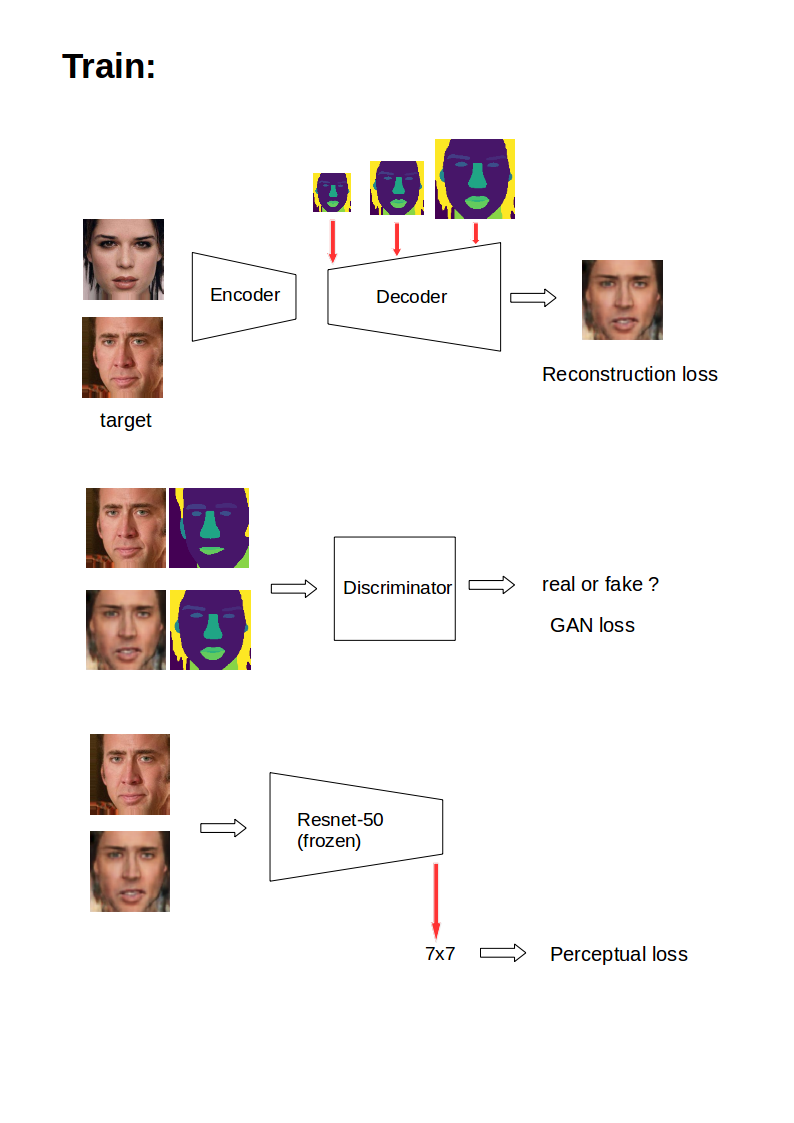 Train:
Encoder
Decoder
Reconstruction loss
target
Discriminator
real or fake ?
GAN loss
Resnet-50
(frozen)
7x7
Perceptual loss